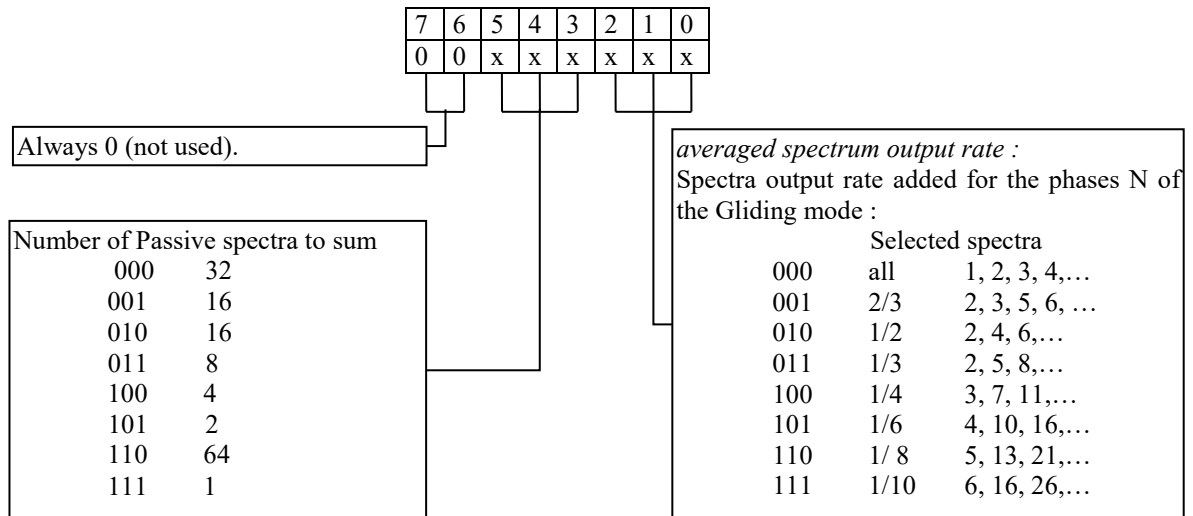 7 6 5 4 3 2 1 0
0 0 x x x x x x
Always 0 (not used).
Number of Passive spectra to sum
000 32
001 16
010 16
011 8
100 4
101 2
110 64
111 1
averaged spectrum output rate :
Spectra output rate added for the phases N of
the Gliding mode :
Selected spectra
000 all 1, 2, 3, 4,…
001 2/3 2, 3, 5, 6, …
010 1/2 2, 4, 6,…
011 1/3 2, 5, 8,…
100 1/4 3, 7, 11,…
101 1/6 4, 10, 16,…
110 1/ 8 5, 13, 21,…
111 1/10 6, 16, 26,…